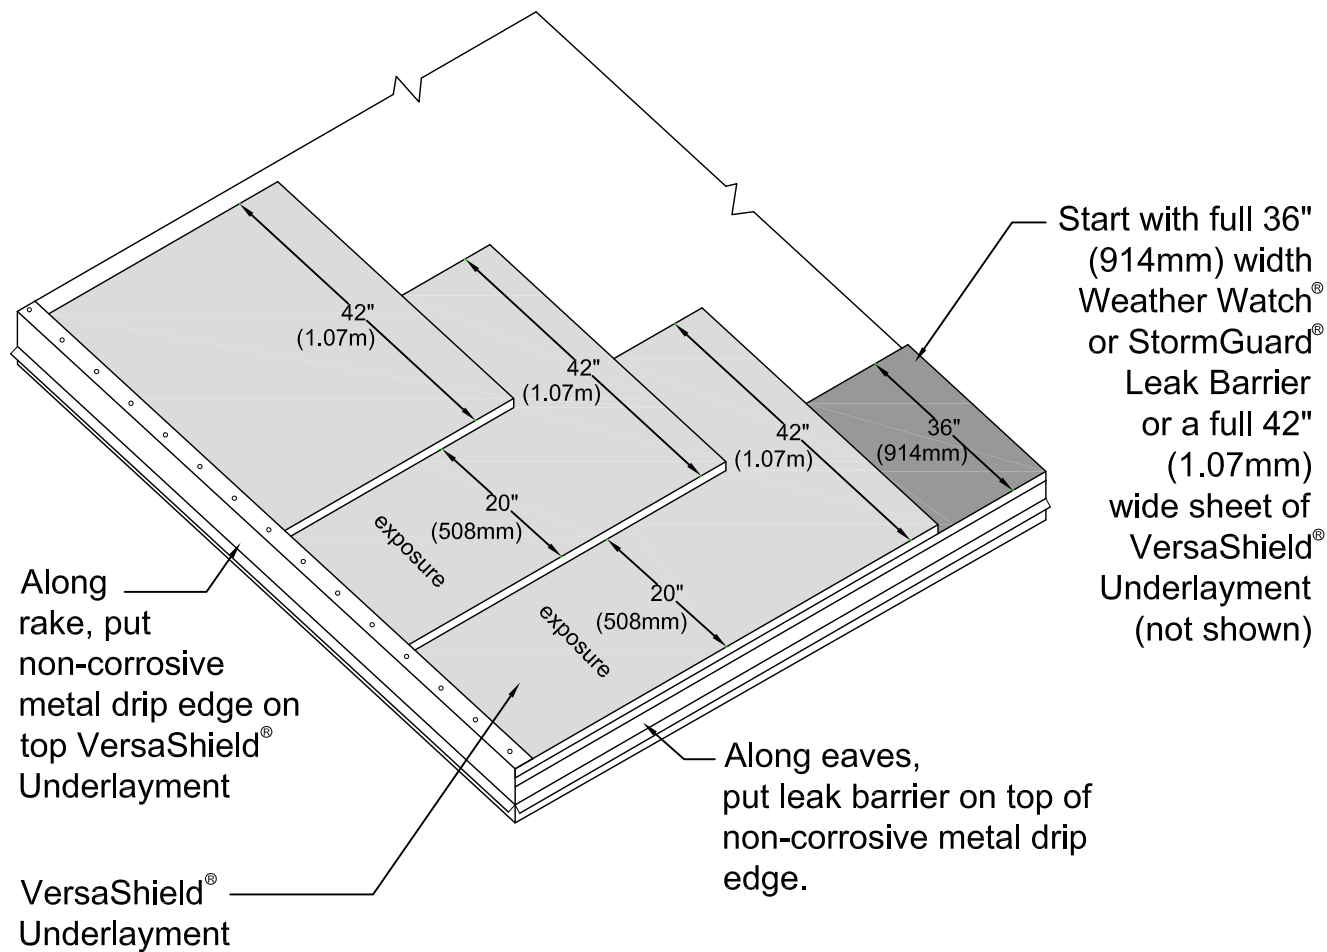 Start with full 36"
(914mm) width
Weather Watch®
or StormGuard®
Leak Barrier
or a full 42"
(1.07mm)
wide sheet of
VersaShield®
Underlayment
(not shown)
42"
(1.07m)
42"
(1.07m)
42"
(1.07m)
36"
(914mm)
20"
(508mm)
exposure
20"
(508mm)
exposure
Along
rake, put
non-corrosive
metal drip edge on
top VersaShield®
Underlayment
Along eaves,
put leak barrier on top of
non-corrosive metal drip
edge.
VersaShield®
Underlayment